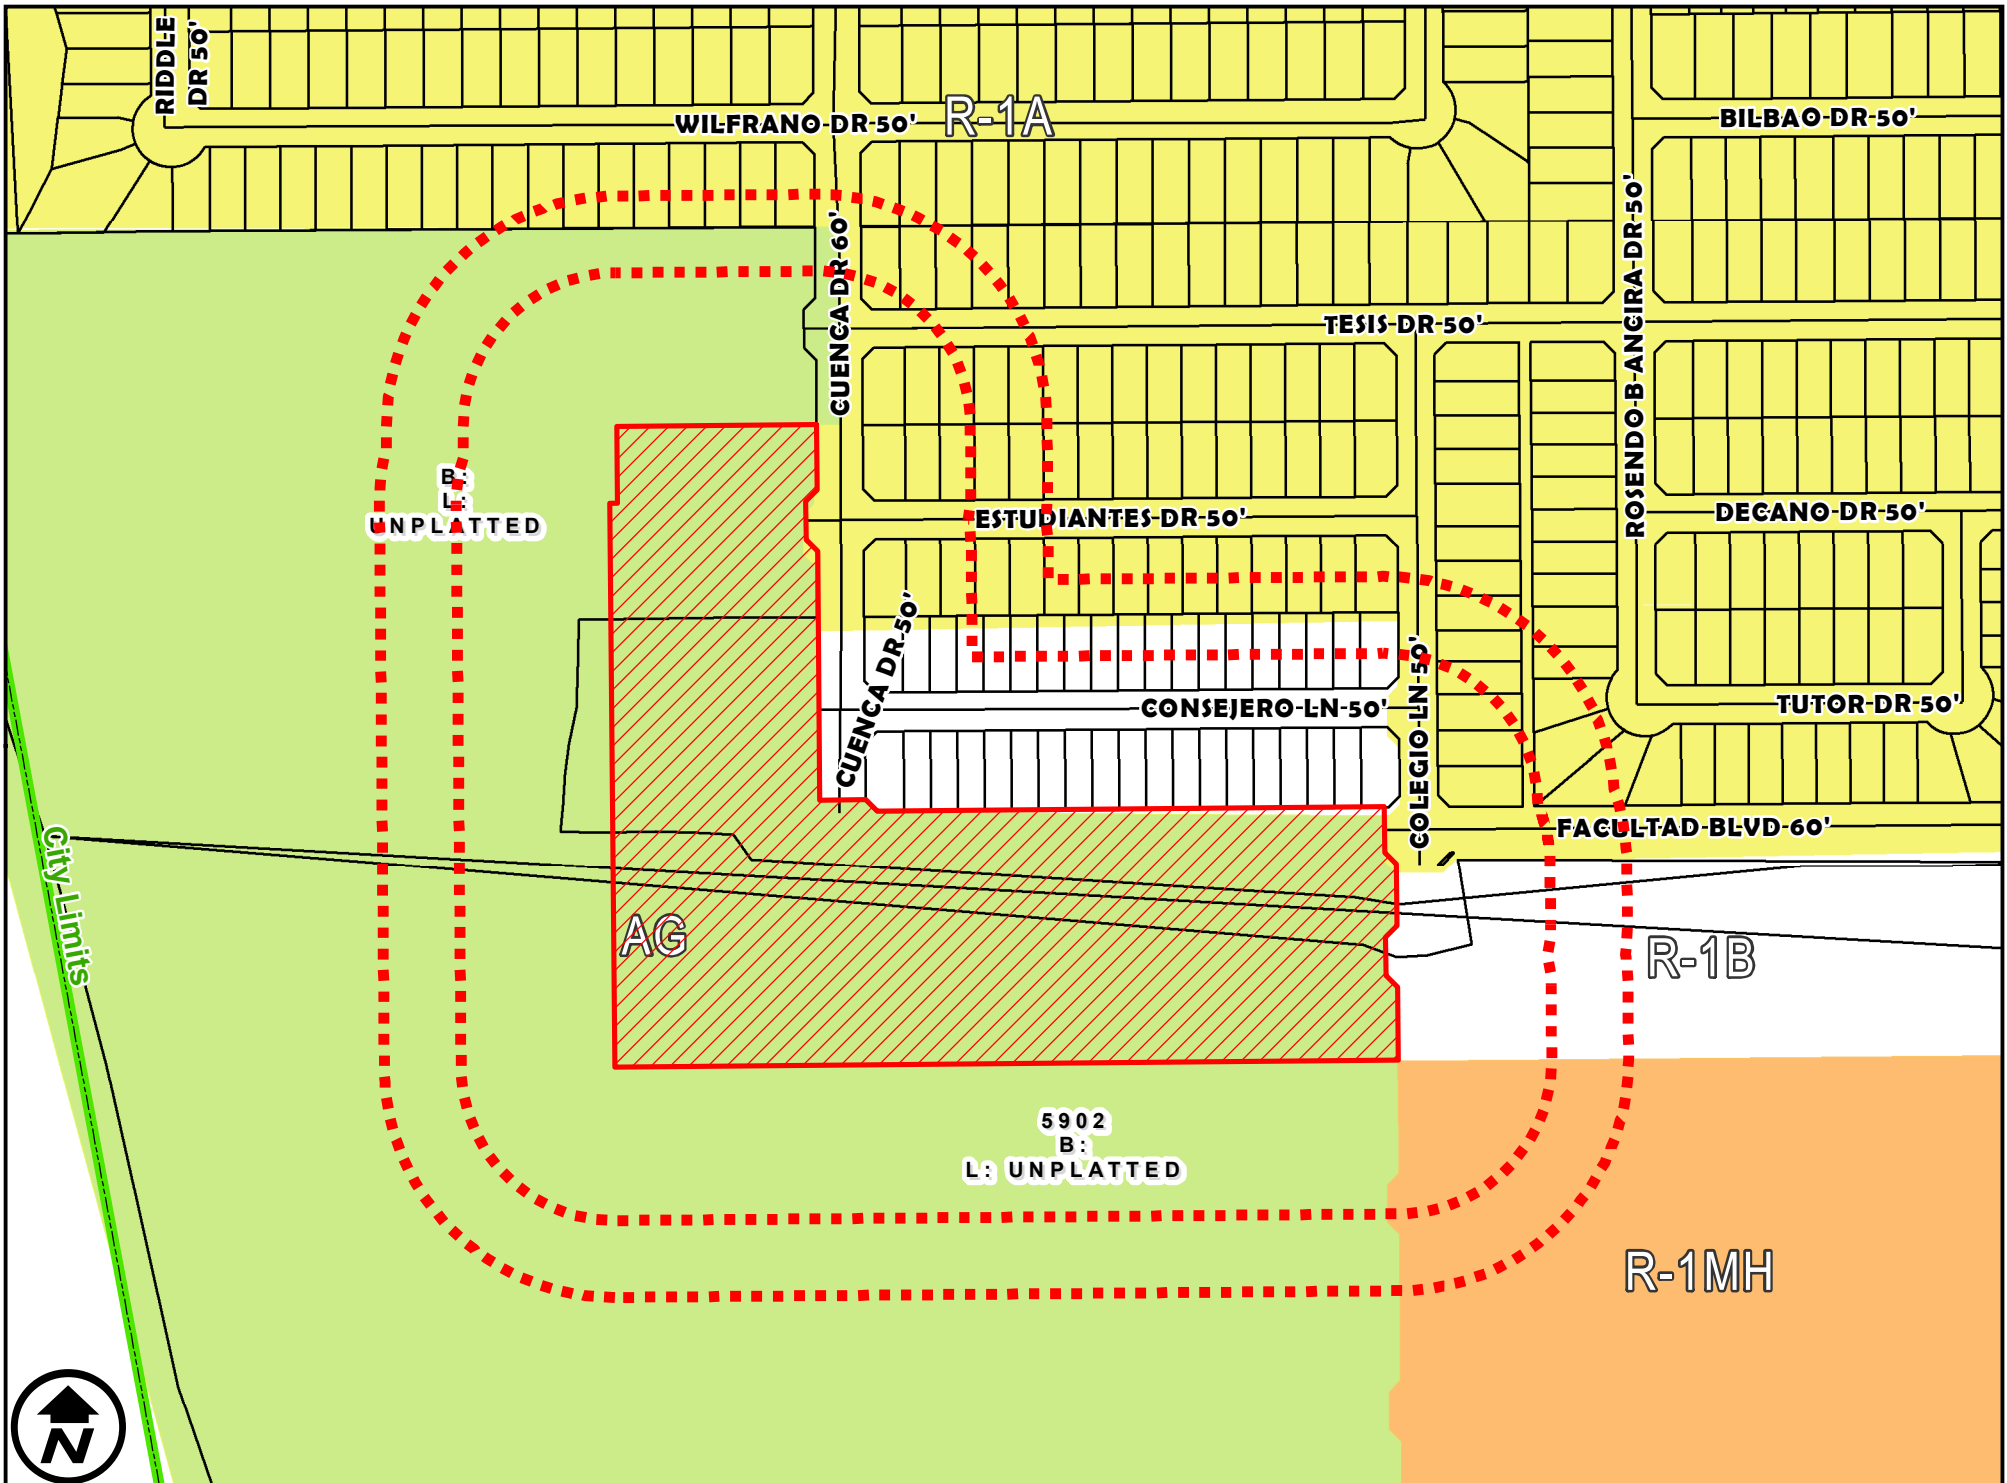 RIDDLE
DR 50'
WILFRANO DR 50'
R-1A
BILBAO DR 50'
CUENCA DR 60'
ROSENDO B ANCIRA DR 50'
TESIS DR 50'
B:
L:
UNPLATTED
ESTUDIANTES DR 50'
DECANO DR 50'
CUENCA DR 50'
COLEGIO LN 50'
CONSEJERO LN 50'
TUTOR DR 50'
FACULTAD BLVD 60'
City Limits
AG
R-1B
5902
B:
L: UNPLATTED
R-1MH
N